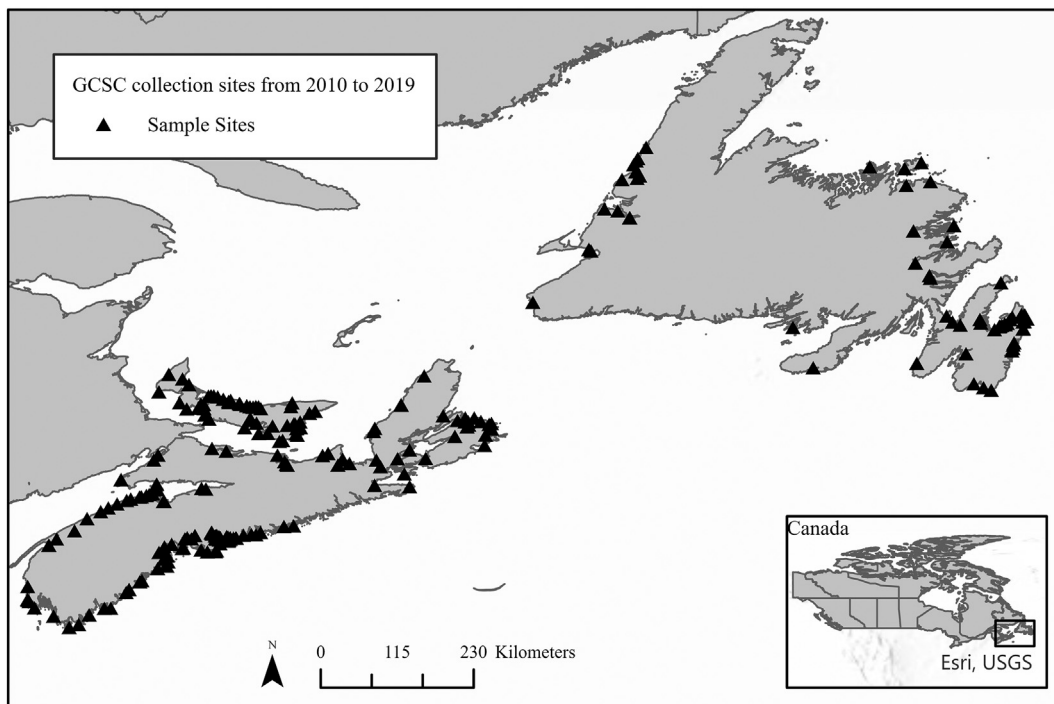 GCSC collection sites from 2010 to 2019
Sample Sites
Canada
N
0 115 230 Kilometers
Esri, USGS